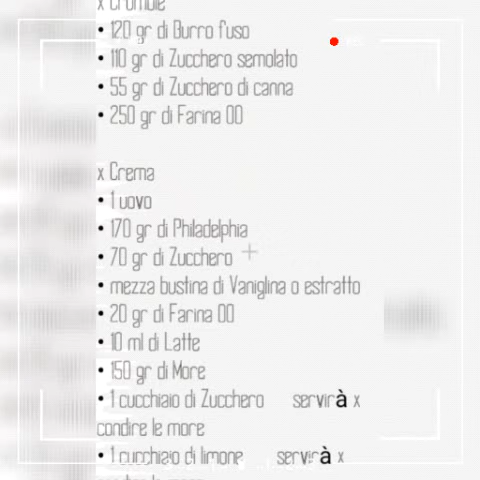 x Crumble
• 120 gr di Burro fuso
• 110 gr di Zucchero semolato
• 55 gr di Zucchero di canna
• 250 gr di Farina 00
x Crema
• 1 uovo
• 170 gr di Philadelphia
• 70 gr di Zucchero
• mezza bustina di Vaniglina o estratto
• 20 gr di Farina 00
• 10 ml di Latte
• 150 gr di More
• 1 cucchiaio di Zucchero servirà x
condire le more
• 1 cucchiaio di limone servirà x